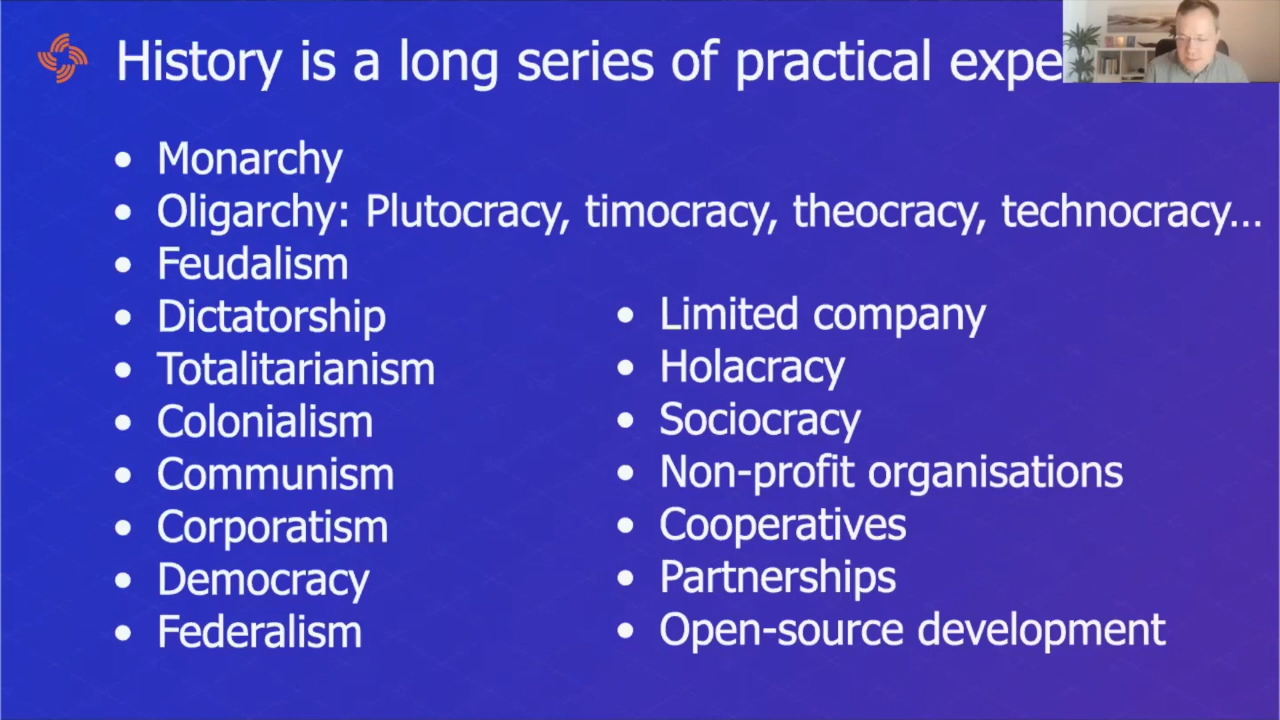 History is a long series of practical expe
• Monarchy
• Oligarchy: Plutocracy, timocracy, theocracy, technocracy...
• Feudalism
• Dictatorship
• Totalitarianism
• Colonialism
• Communism
• Corporatism
• Democracy
• Federalism
• Limited company
• Holacracy
• Sociocracy
• Non-profit organisations
• Cooperatives
• Partnerships
• Open-source development